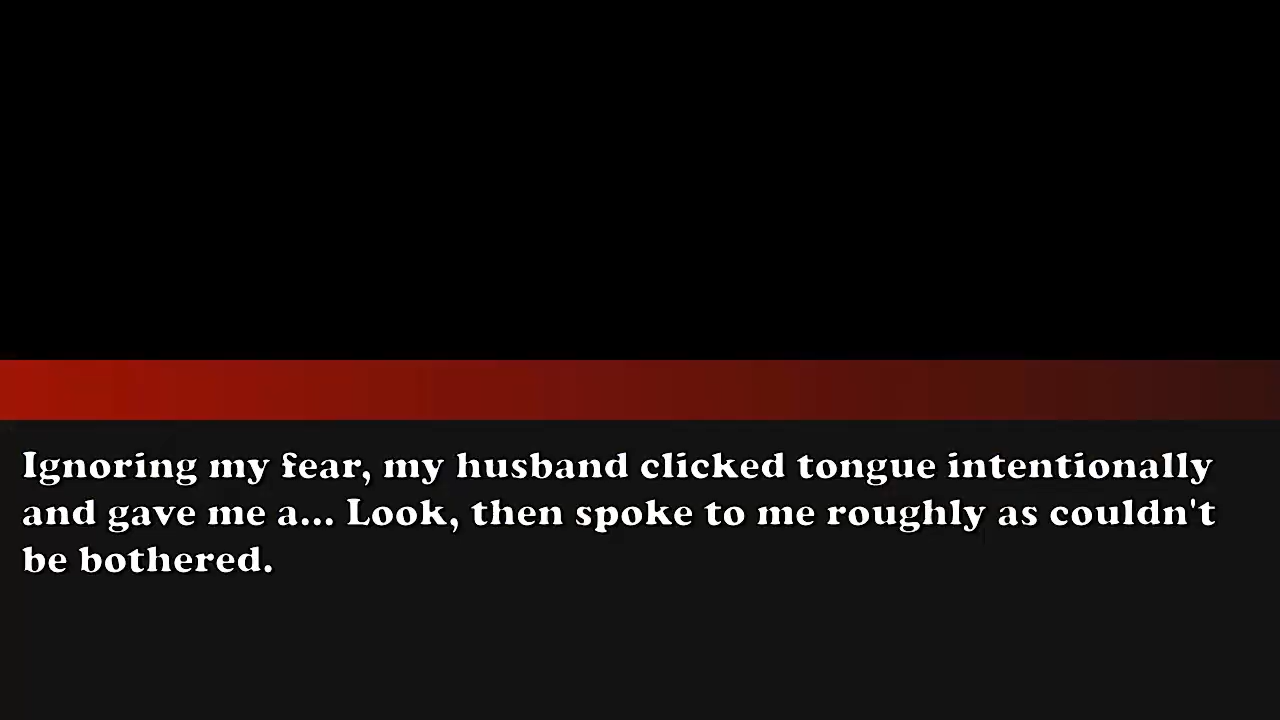 Ignoring my fear, my husband clicked tongue intentionally
and gave me a... Look, then spoke to me roughly as couldn't
be bothered.